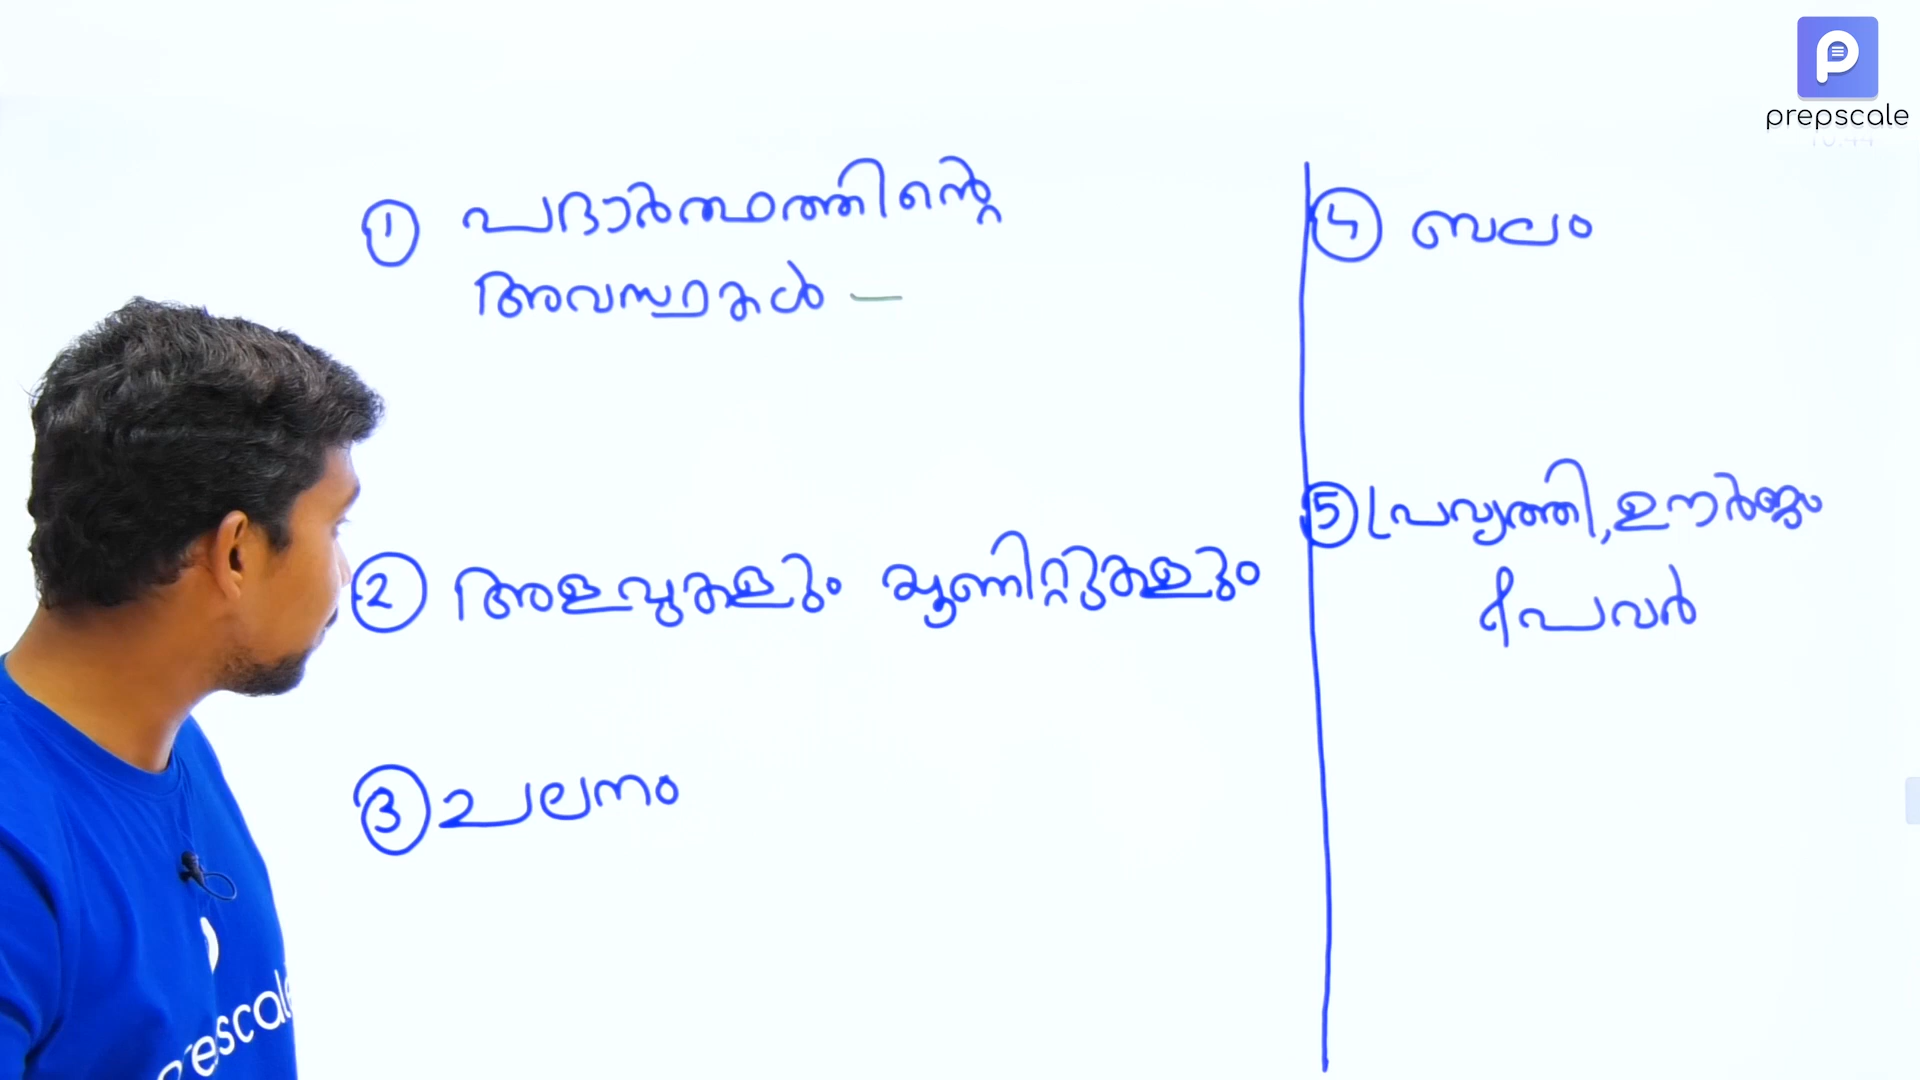 prepscale
① പദാർത്ഥത്തിന്റെ
അവസ്ഥകൾ —
② അളവുകളും യൂണിറ്റുകളും
③ ചലനം
④ ബലം
⑤ പ്രവൃത്തി, ഊർജ്ജം
& പവർ